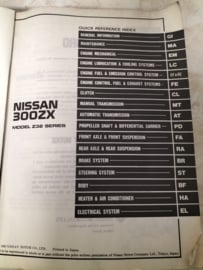 QUICK REFERENCE INDEX
GENERAL INFORMATION GI
MAINTENANCE MA
ENGINE MECHANICAL EM
ENGINE LUBRICATION & COOLING SYSTEMS LC
ENGINE FUEL & EMISSION CONTROL SYSTEM EF & EC
ENGINE CONTROL, FUEL & EXHAUST SYSTEMS FE
CLUTCH CL
MANUAL TRANSMISSION MT
AUTOMATIC TRANSMISSION AT
PROPELLER SHAFT & DIFFERENTIAL CARRIER PD
FRONT AXLE & FRONT SUSPENSION FA
REAR AXLE & REAR SUSPENSION RA
BRAKE SYSTEM BR
STEERING SYSTEM ST
BODY BF
HEATER & AIR CONDITIONER HA
ELECTRICAL SYSTEM EL
NISSAN
300ZX
MODEL Z32 SERIES
NISSAN MOTOR CO., LTD. Printed in Japan